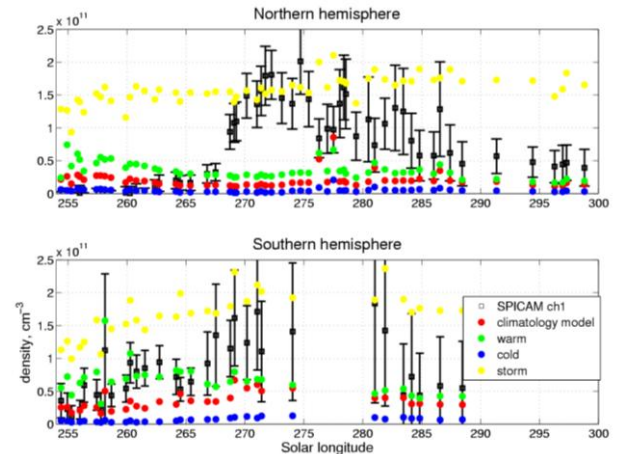 Northern hemisphere
x 10^11
2.5
2
1.5
1
0.5
0
255 260 265 270 275 280 285 290 295 300
Southern hemisphere
x 10^11
2.5
2
1.5
1
0.5
0
density, cm⁻³
SPICAM ch1
climatology model
warm
cold
storm
255 260 265 270 275 280 285 290 295 300
Solar longitude